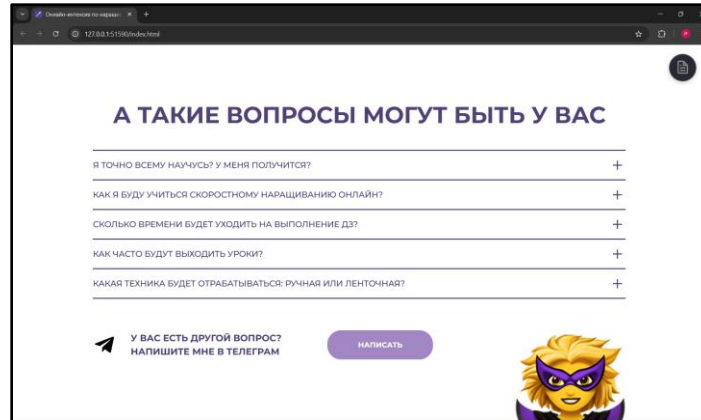 Онлайн-интенсив по наращи
127.0.0.1:51590/index.html
А ТАКИЕ ВОПРОСЫ МОГУТ БЫТЬ У ВАС
Я ТОЧНО ВСЕМУ НАУЧУСЬ? У МЕНЯ ПОЛУЧИТСЯ?
КАК Я БУДУ УЧИТЬСЯ СКОРОСТНОМУ НАРАЩИВАНИЮ ОНЛАЙН?
СКОЛЬКО ВРЕМЕНИ БУДЕТ УХОДИТЬ НА ВЫПОЛНЕНИЕ ДЗ?
КАК ЧАСТО БУДУТ ВЫХОДИТЬ УРОКИ?
КАКАЯ ТЕХНИКА БУДЕТ ОТРАБАТЫВАТЬСЯ: РУЧНАЯ ИЛИ ЛЕНТОЧНАЯ?
У ВАС ЕСТЬ ДРУГОЙ ВОПРОС?
НАПИШИТЕ МНЕ В ТЕЛЕГРАМ
НАПИСАТЬ